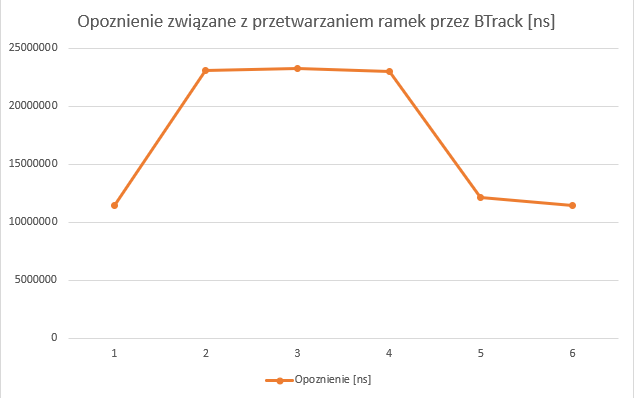 Opoznienie związane z przetwarzaniem ramek przez BTrack [ns]
25000000
20000000
15000000
10000000
5000000
0
1 2 3 4 5 6
Opoznienie [ns]